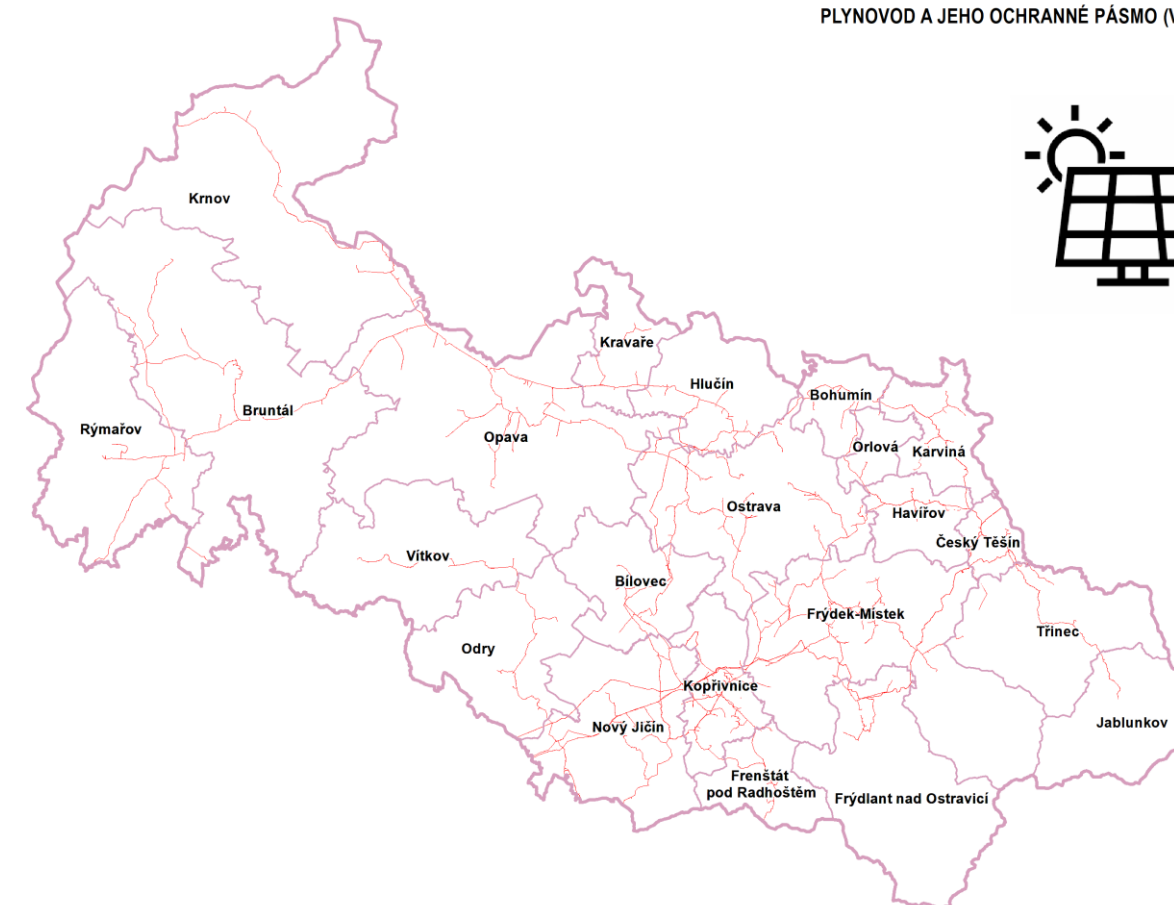 PLYNOVOD A JEHO OCHRANNÉ PÁSMO (V
Krnov
Kravaře
Hlučín
Bohumín
Bruntál
Rýmařov
Opava
Orlová
Karviná
Ostrava
Havířov
Český Těšín
Vítkov
Bílovec
Frýdek-Místek
Třinec
Odry
Kopřivnice
Nový Jičín
Jablunkov
Frenštát
pod Radhoštěm
Frýdlant nad Ostravicí